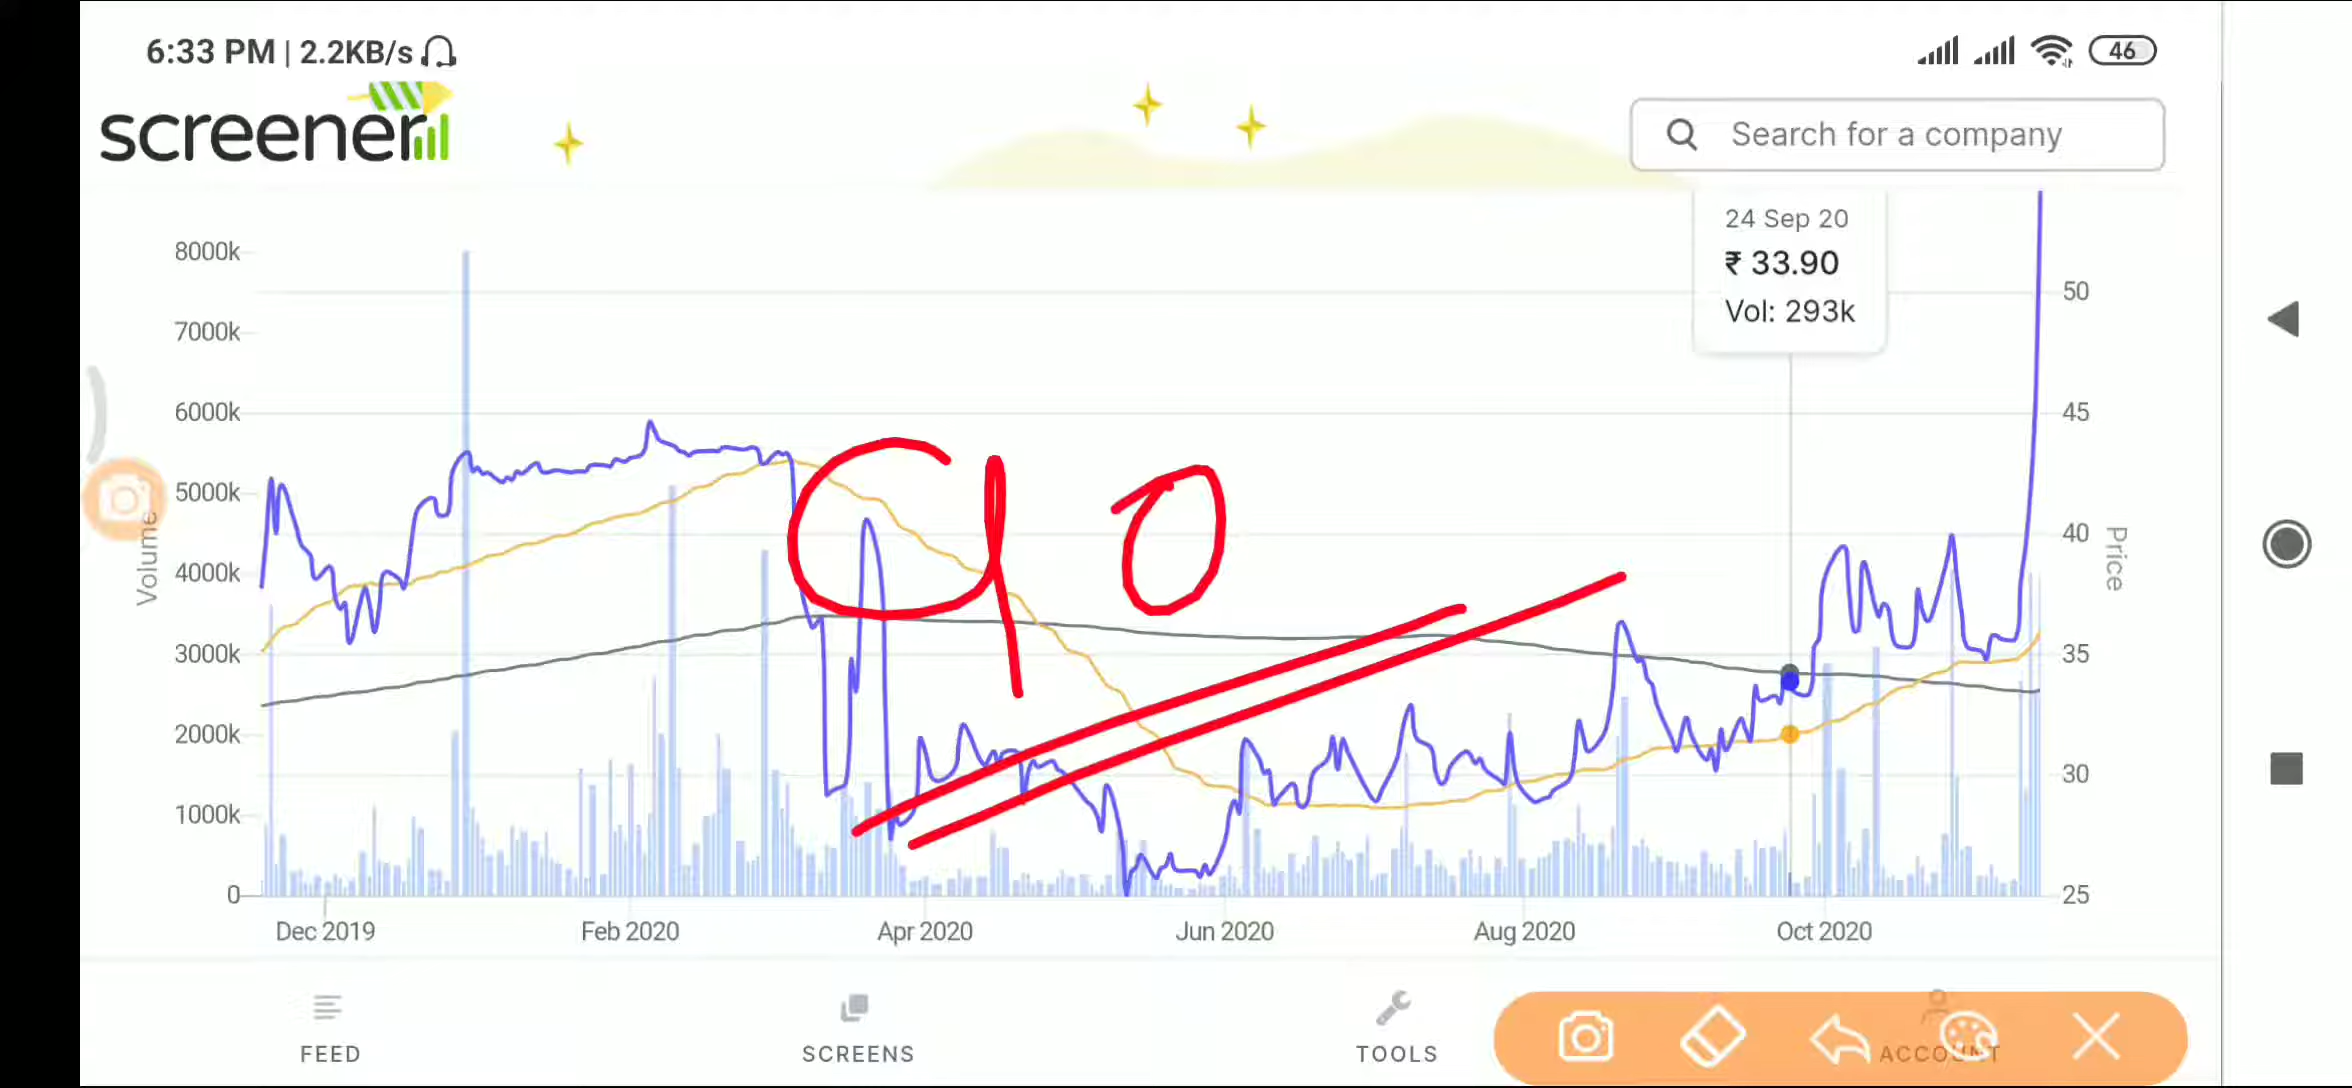 6:33 PM | 2.2KB/s 46
screener
Search for a company
24 Sep 20
₹ 33.90
Vol: 293k
8000k
7000k
6000k
5000k
4000k
3000k
2000k
1000k
0
Volume
50
45
40
35
30
25
Price
90
Dec 2019 Feb 2020 Apr 2020 Jun 2020 Aug 2020 Oct 2020
FEED SCREENS TOOLS ACCOUNT